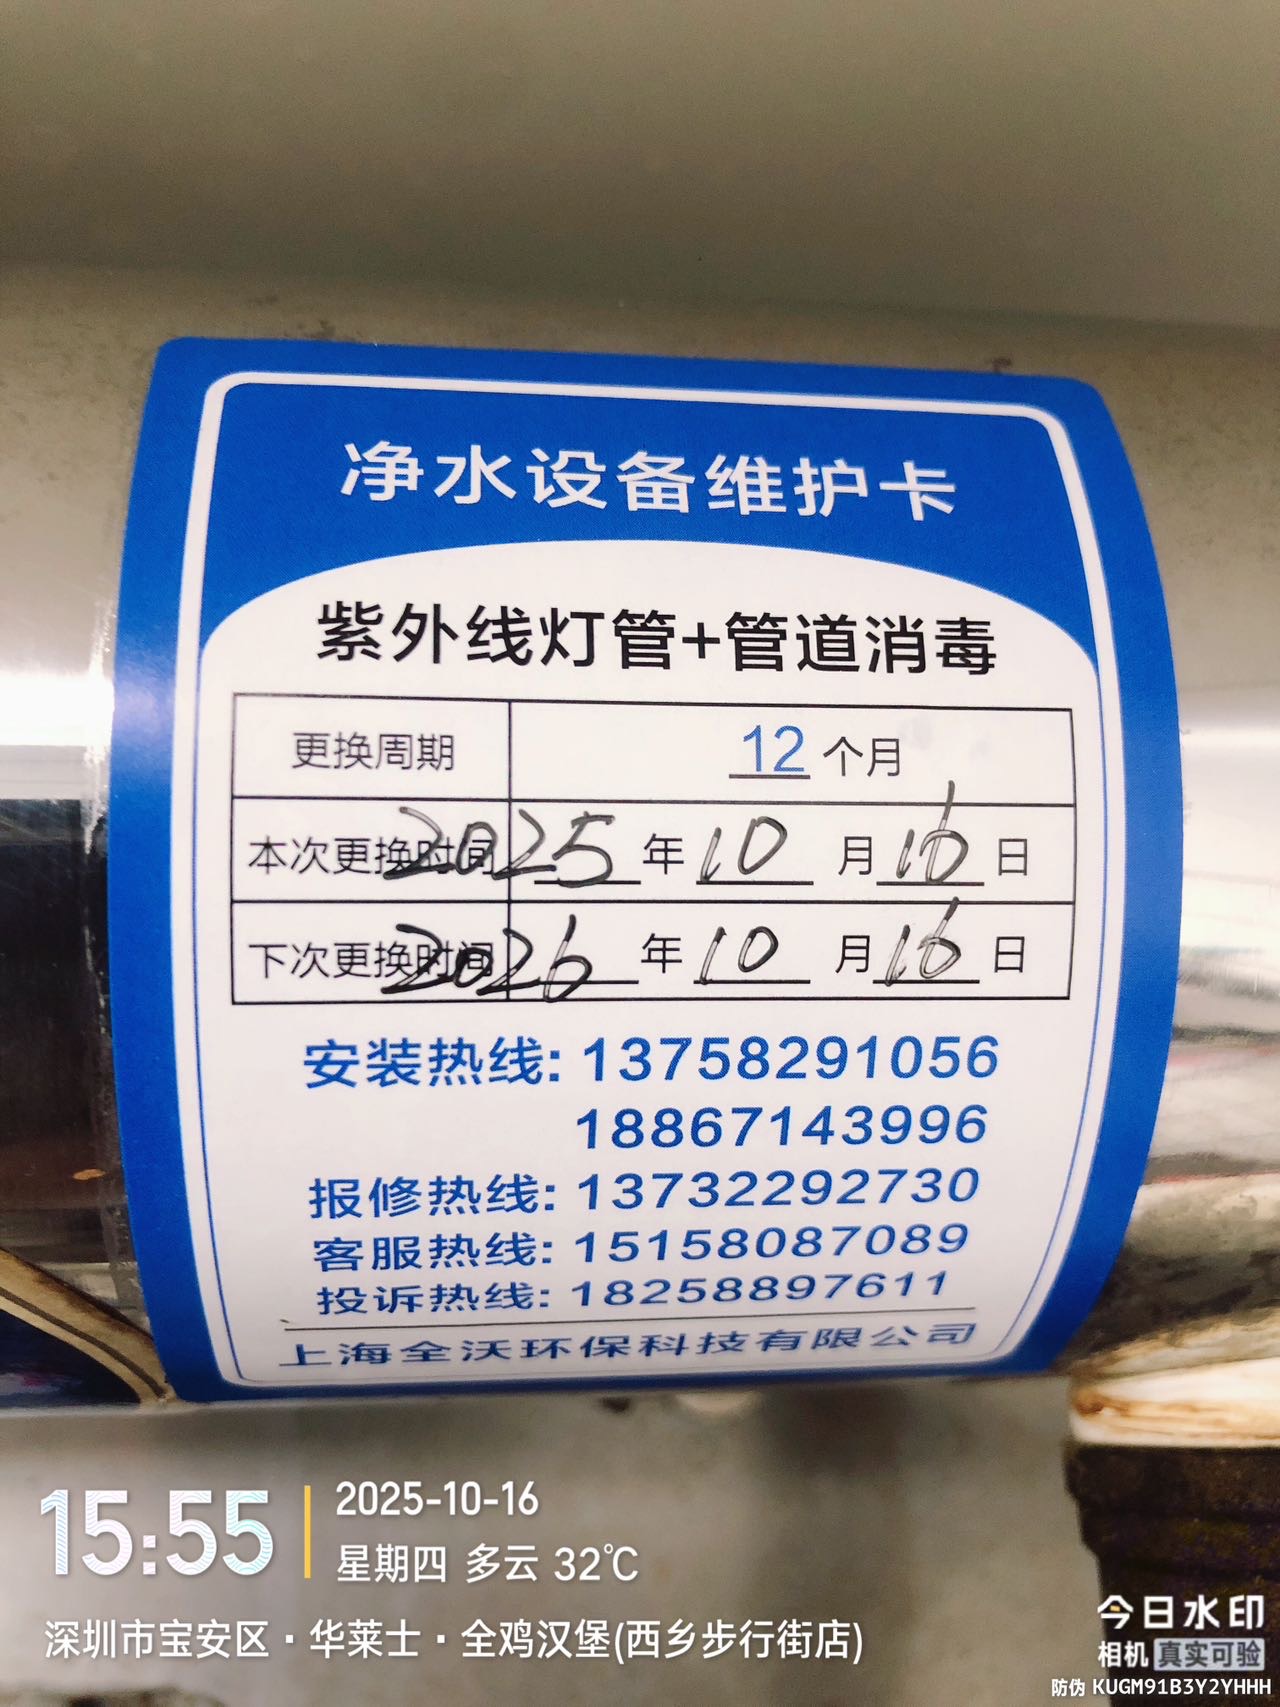 净水设备维护卡
紫外线灯管+管道消毒
更换周期 12 个月
本次更换时间 2025 年 10 月 16 日
下次更换时间 2026 年 10 月 16 日
安装热线: 13758291056
18867143996
报修热线: 13732292730
客服热线: 15158087089
投诉热线: 18258897611
上海全沃环保科技有限公司
15:55
2025-10-16
星期四 多云 32℃
深圳市宝安区·华莱士·全鸡汉堡(西乡步行街店)
今日水印
相机 真实可验
防伪 KUGM91B3Y2YHHH